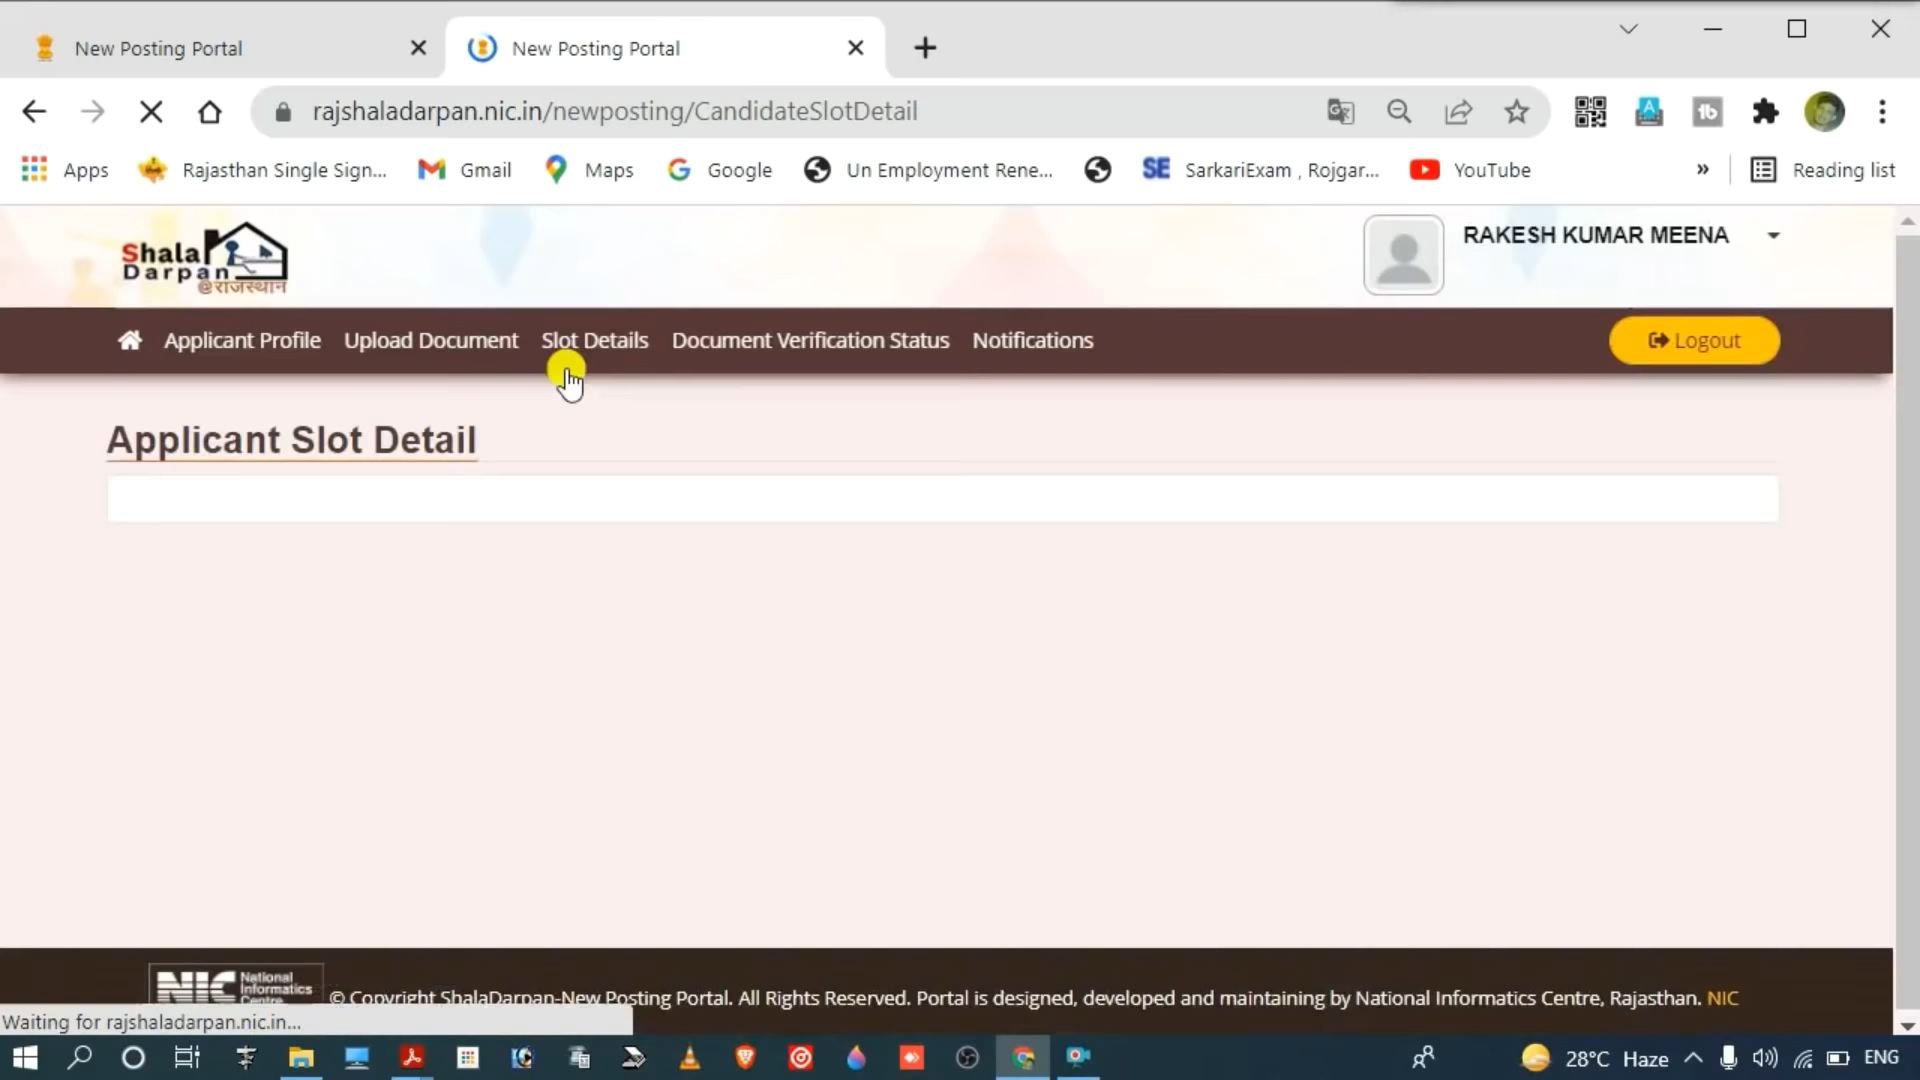 New Posting Portal
New Posting Portal
rajshaladarpan.nic.in/newposting/CandidateSlotDetail
Apps
Rajasthan Single Sign...
Gmail
Maps
Google
Un Employment Rene...
SE
SarkariExam , Rojgar...
YouTube
»
Reading list
Shala
Darpan
@राजस्थान
RAKESH KUMAR MEENA
Applicant Profile
Upload Document
Slot Details
Document Verification Status
Notifications
Logout
Applicant Slot Detail
NIC
National
Informatics
Centre
© Copyright ShalaDarpan-New Posting Portal. All Rights Reserved. Portal is designed, developed and maintaining by National Informatics Centre, Rajasthan. NIC
Waiting for rajshaladarpan.nic.in...
28°C Haze
ENG